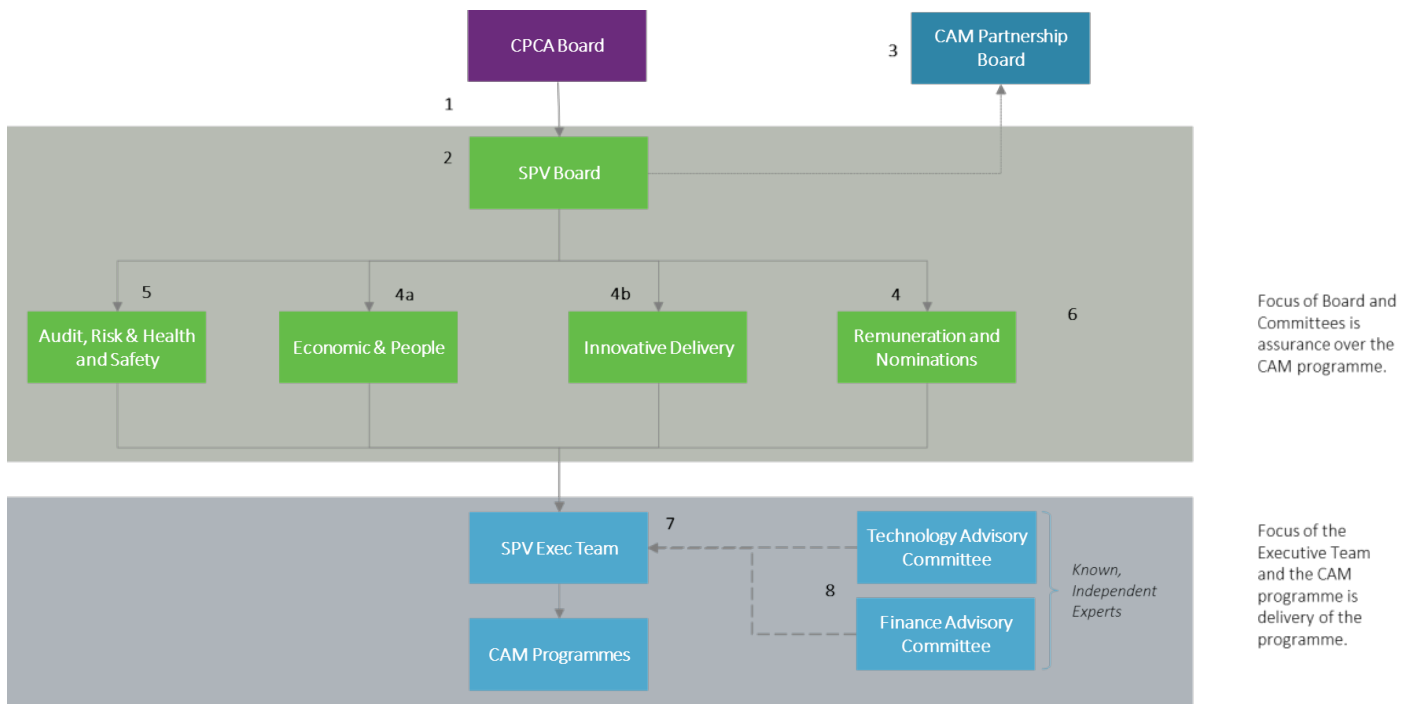 CPCA Board
3
CAM Partnership
Board
1
2
SPV Board
5
4a
4b
4
6
Audit, Risk & Health
and Safety
Economic & People
Innovative Delivery
Remuneration and
Nominations
Focus of Board and
Committees is
assurance over the
CAM programme.
7
SPV Exec Team
Technology Advisory
Committee
8
Known,
Independent
Experts
Finance Advisory
Committee
CAM Programmes
Focus of the
Executive Team
and the CAM
programme is
delivery of the
programme.